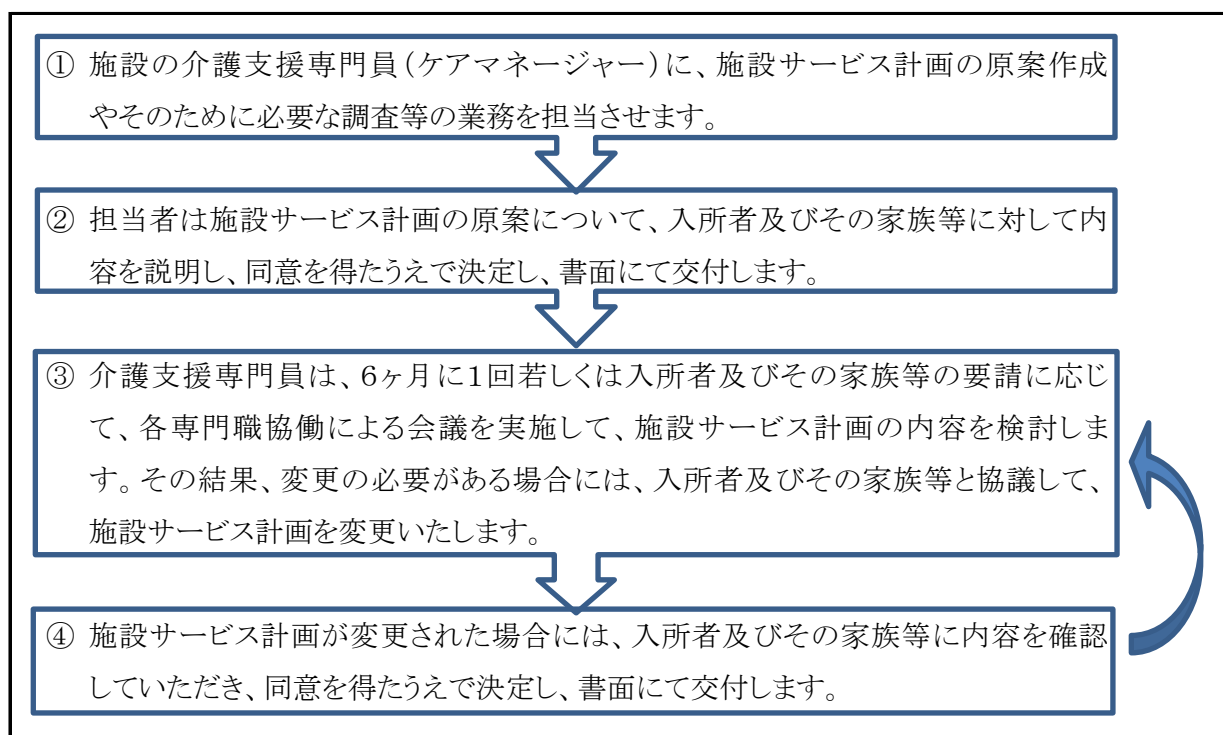 ① 施設の介護支援専門員(ケアマネージャー)に、施設サービス計画の原案作成
やそのために必要な調査等の業務を担当させます。
② 担当者は施設サービス計画の原案について、入所者及びその家族等に対して内
容を説明し、同意を得たうえで決定し、書面にて交付します。
③ 介護支援専門員は、6ヶ月に1回若しくは入所者及びその家族等の要請に応じ
て、各専門職協働による会議を実施して、施設サービス計画の内容を検討しま
す。その結果、変更の必要がある場合には、入所者及びその家族等と協議して、
施設サービス計画を変更いたします。
④ 施設サービス計画が変更された場合には、入所者及びその家族等に内容を確認
していただき、同意を得たうえで決定し、書面にて交付します。